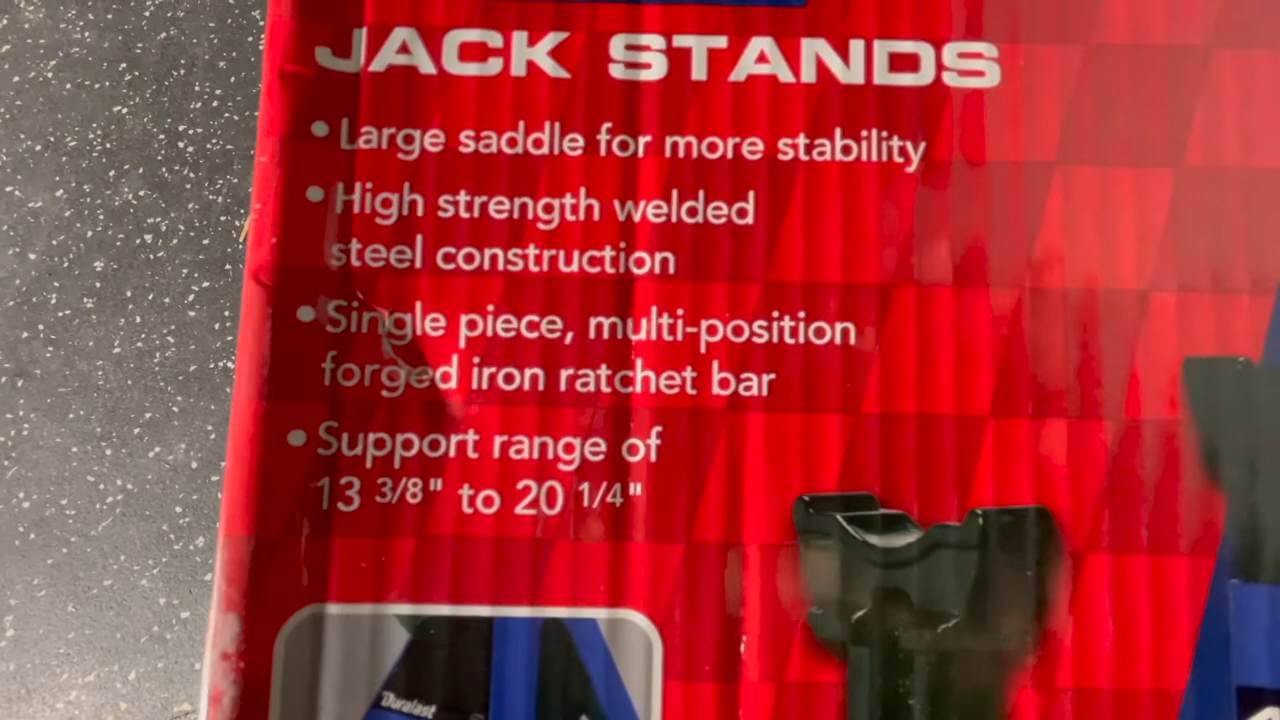 JACK STANDS
• Large saddle for more stability
• High strength welded
steel construction
• Single piece, multi-position
forged iron ratchet bar
• Support range of
13 3/8" to 20 1/4"
Duralast